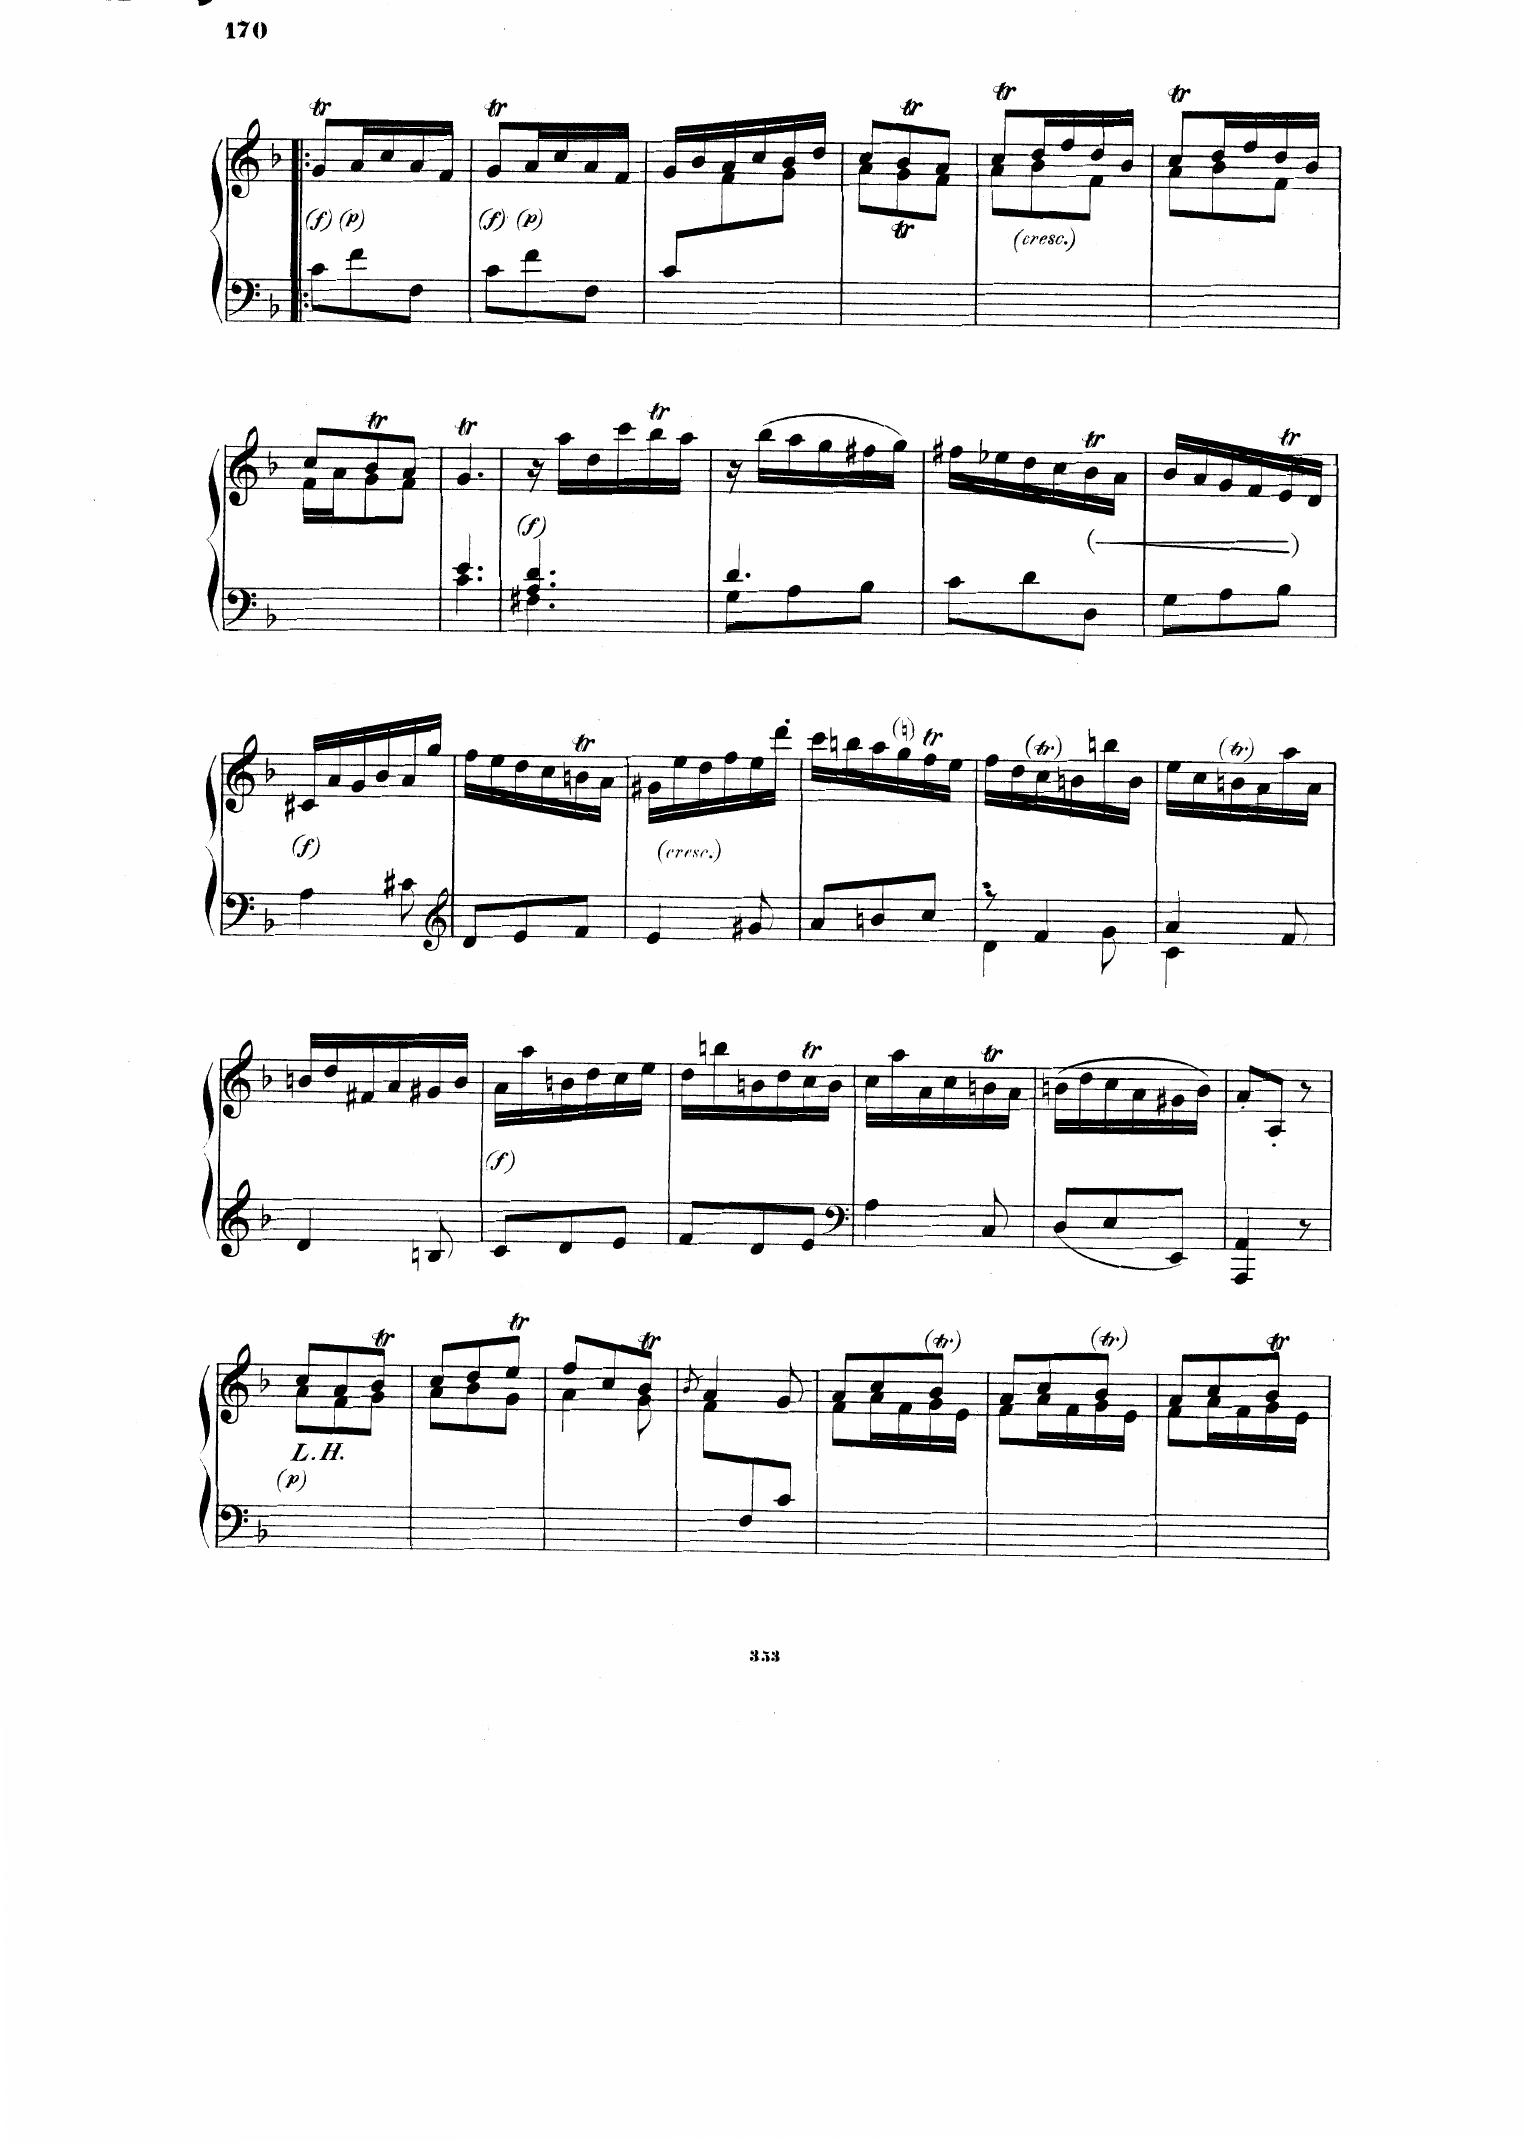 170
tr tr tr tr tr
(f) (p) (f) (p) tr (cresc.)
tr tr tr tr tr
(f)
tr tr (tr) (tr)
(f) (cresc.)
tr tr
(f)
tr tr tr (tr) (tr) tr
L.H.
(p)
353